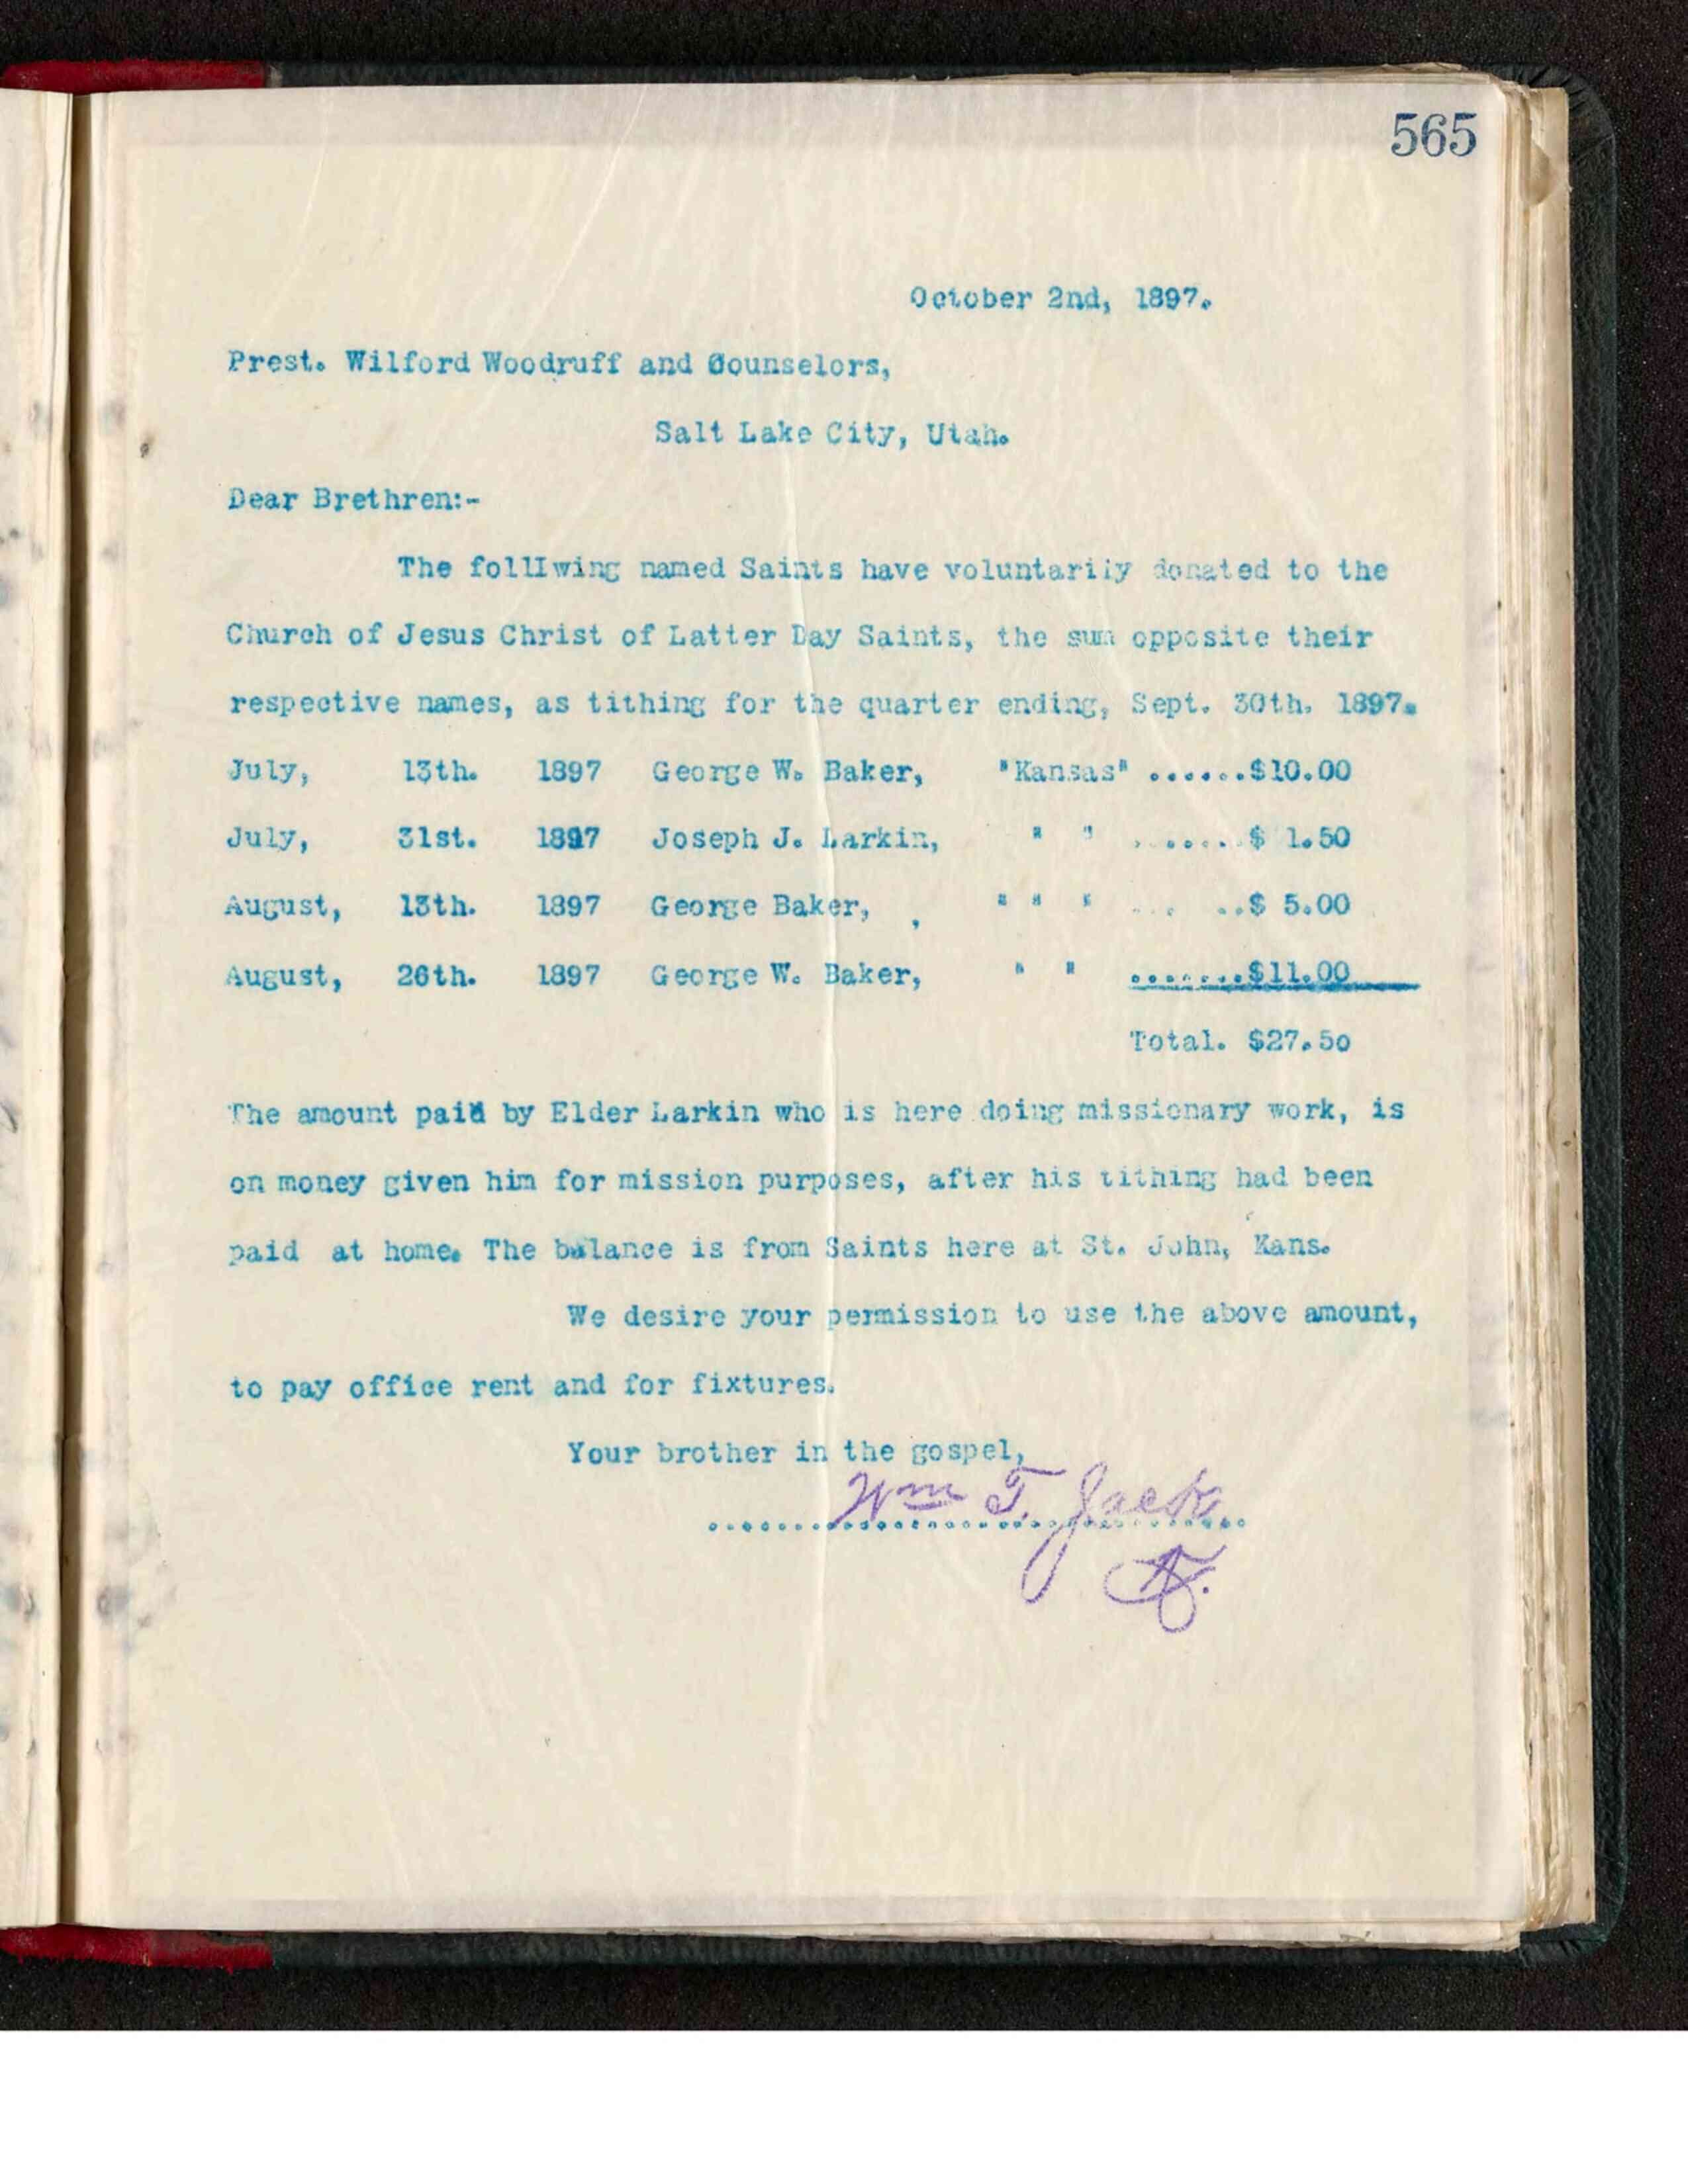 565
October 2nd, 1897.
Prest. Wilford Woodruff and Counselors,
Salt Lake City, Utah.
Dear Brethren:-
The follIwing named Saints have voluntarily donated to the
Church of Jesus Christ of Latter Day Saints, the sum opposite their
respective names, as tithing for the quarter ending, Sept. 30th. 1897.
July, 13th. 1897 George W. Baker, "Kansas" .......$10.00
July, 31st. 1897 Joseph J. Larkin, " " .......$ 1.50
August, 13th. 1897 George Baker, , " " " ... ..$ 5.00
August, 26th. 1897 George W. Baker, " " .......$11.00
Total. $27.50
The amount paid by Elder Larkin who is here doing missionary work, is
on money given him for mission purposes, after his tithing had been
paid at home. The balance is from Saints here at St. John, Kans.
We desire your permission to use the above amount,
to pay office rent and for fixtures.
Your brother in the gospel,
Wm T. Jack